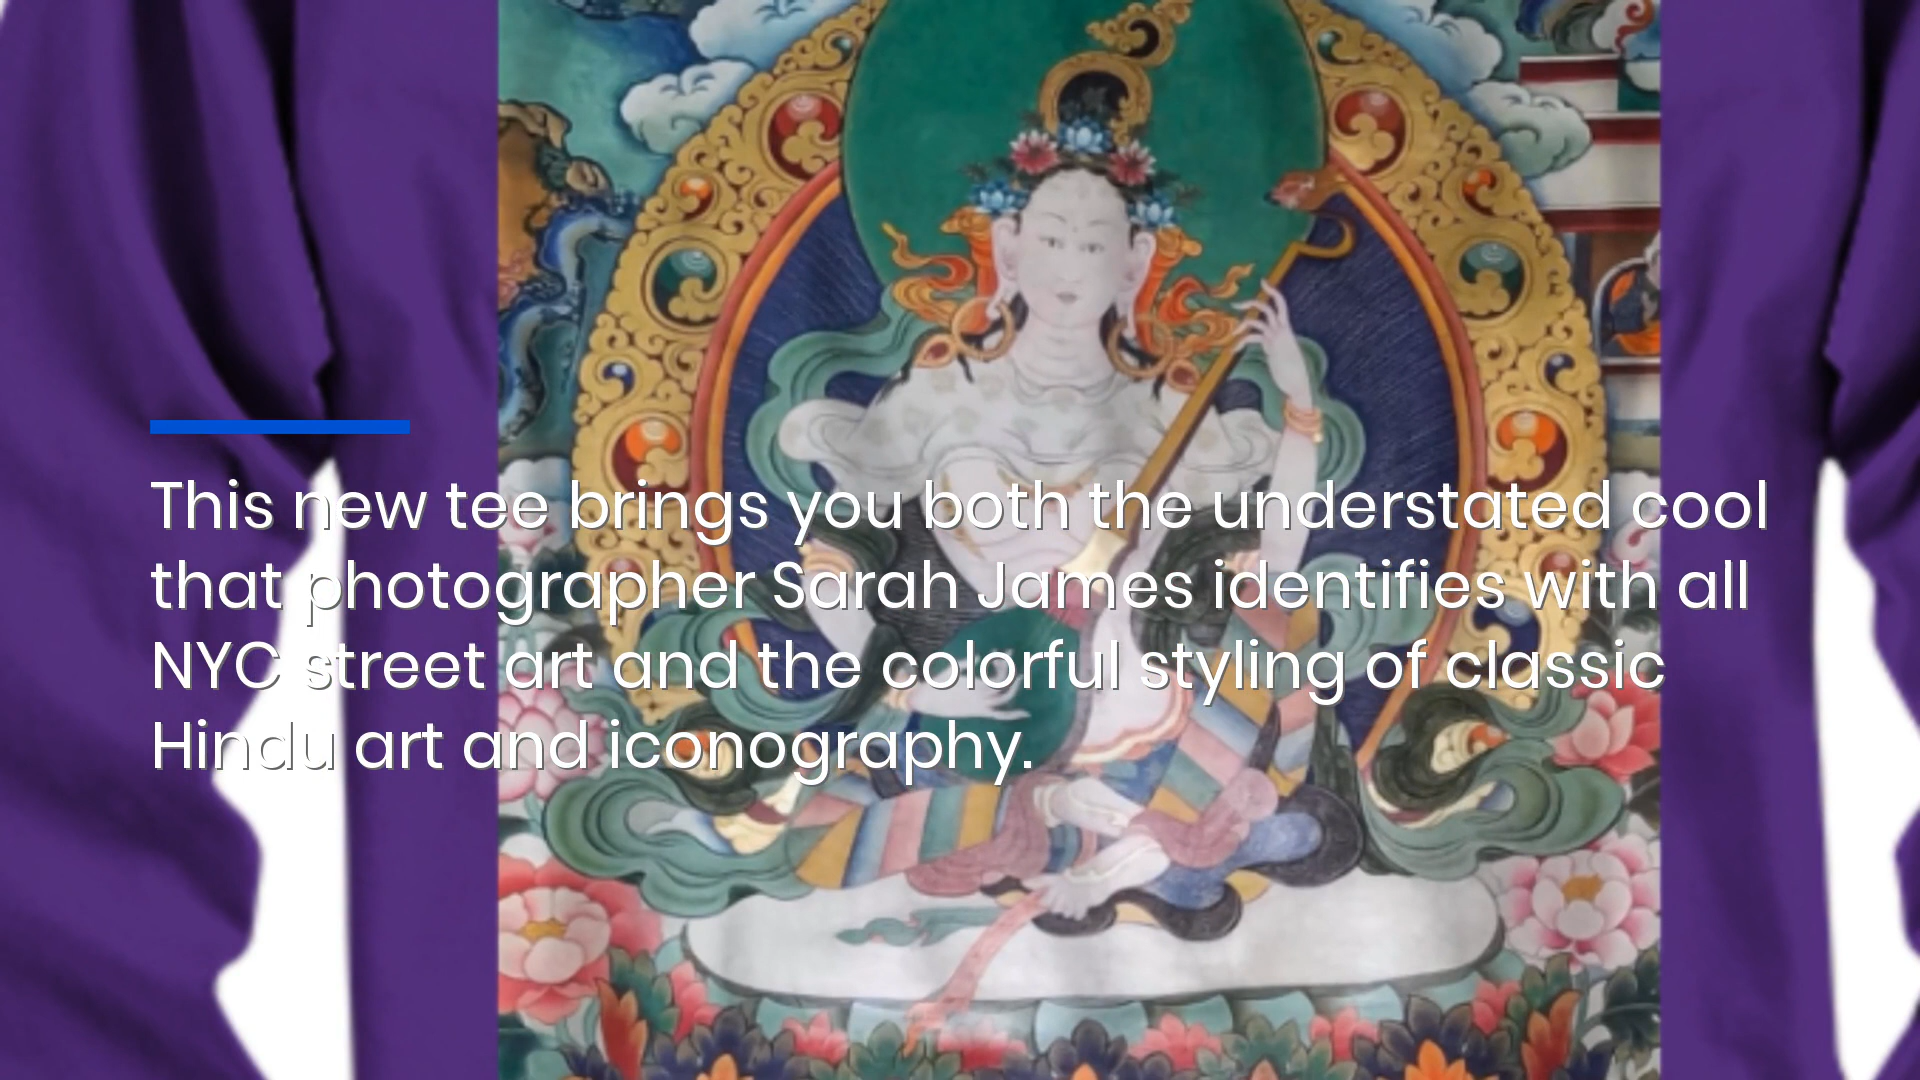 This new tee brings you both the understated cool
that photographer Sarah James identifies with all
NYC street art and the colorful styling of classic
Hindu art and iconography.